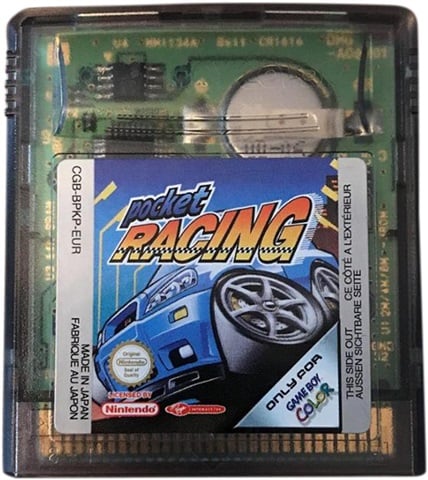 CGB-BPKP-EUR
pocket
RACING
MADE IN JAPAN
FABRIQUE AU JAPON
THIS SIDE OUT CE CÔTÉ A L'EXTÉRIEUR
AUSSEN SICHTBARE SEITE
Original
Nintendo
Seal of
Quality
LICENSED BY
Nintendo
Virgin INTERACTIVE
ONLY FOR
GAME BOY
COLOR